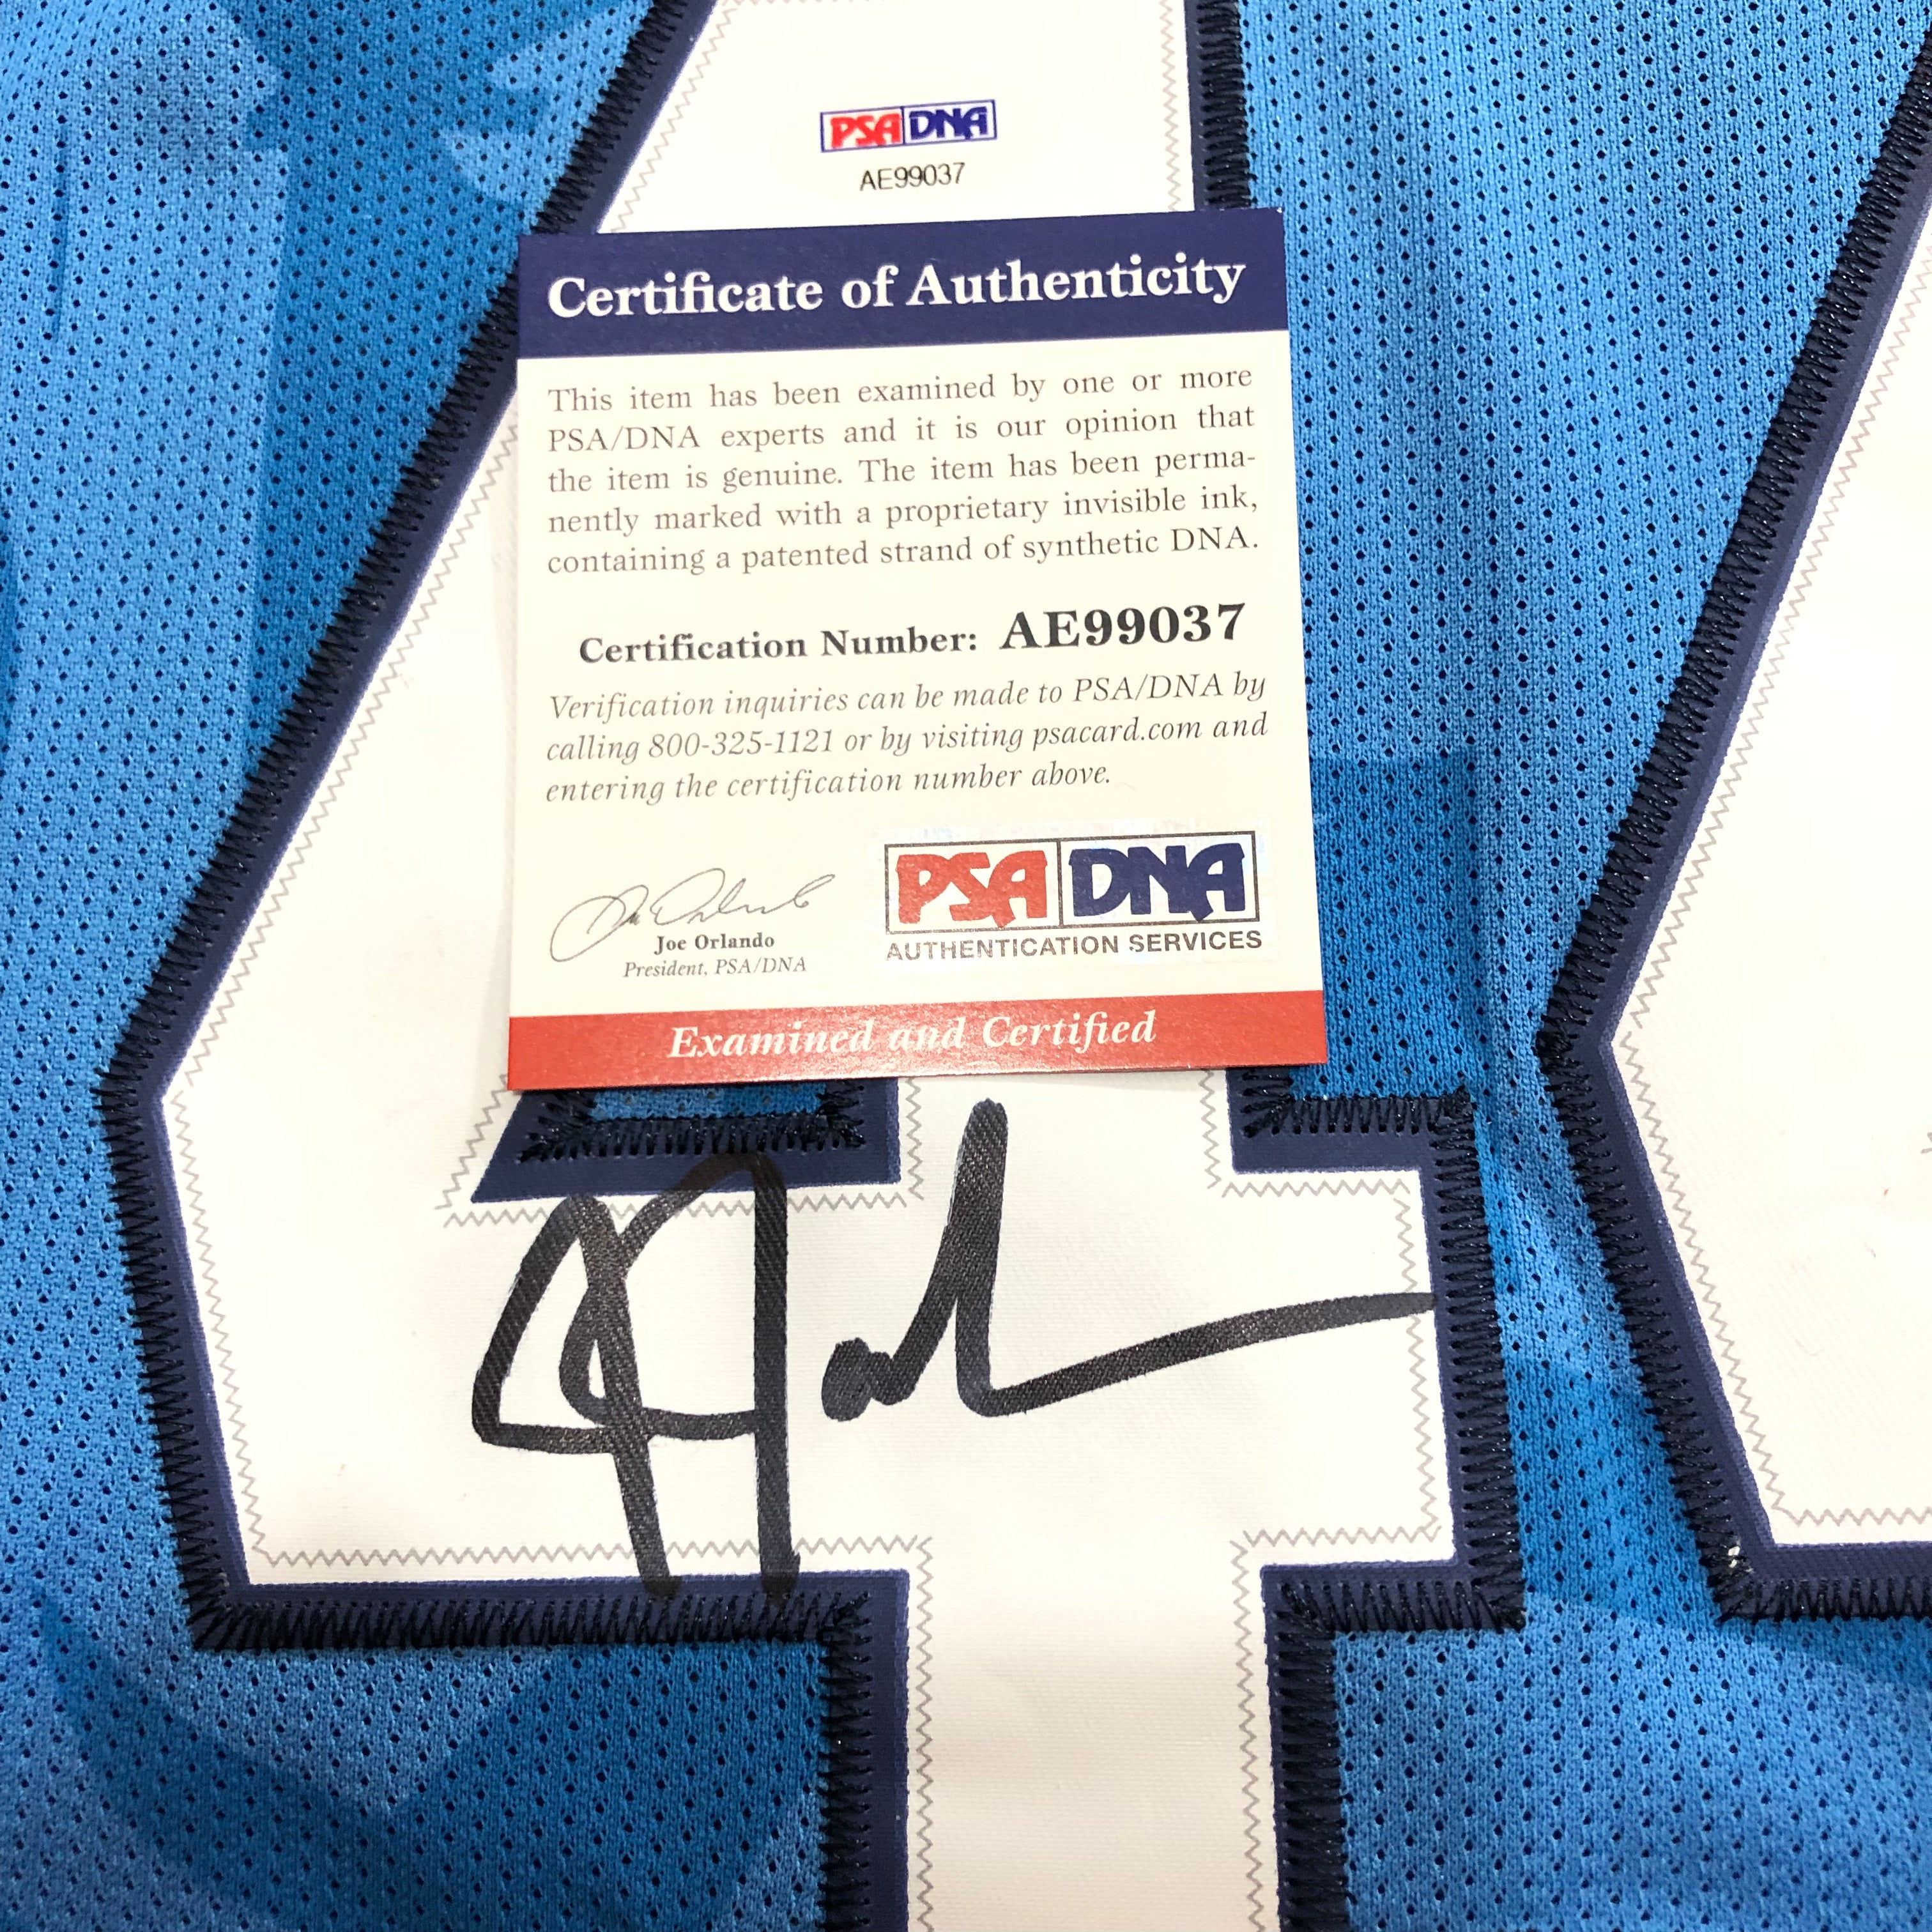 PSA DNA
AE99037
Certificate of Authenticity
This item has been examined by one or more
PSA/DNA experts and it is our opinion that
the item is genuine. The item has been perma-
nently marked with a proprietary invisible ink,
containing a patented strand of synthetic DNA.
Certification Number: AE99037
Verification inquiries can be made to PSA/DNA by
calling 800-325-1121 or by visiting psacard.com and
entering the certification number above.
Joe Orlando
President, PSA/DNA
PSA DNA
AUTHENTICATION SERVICES
Examined and Certified
4